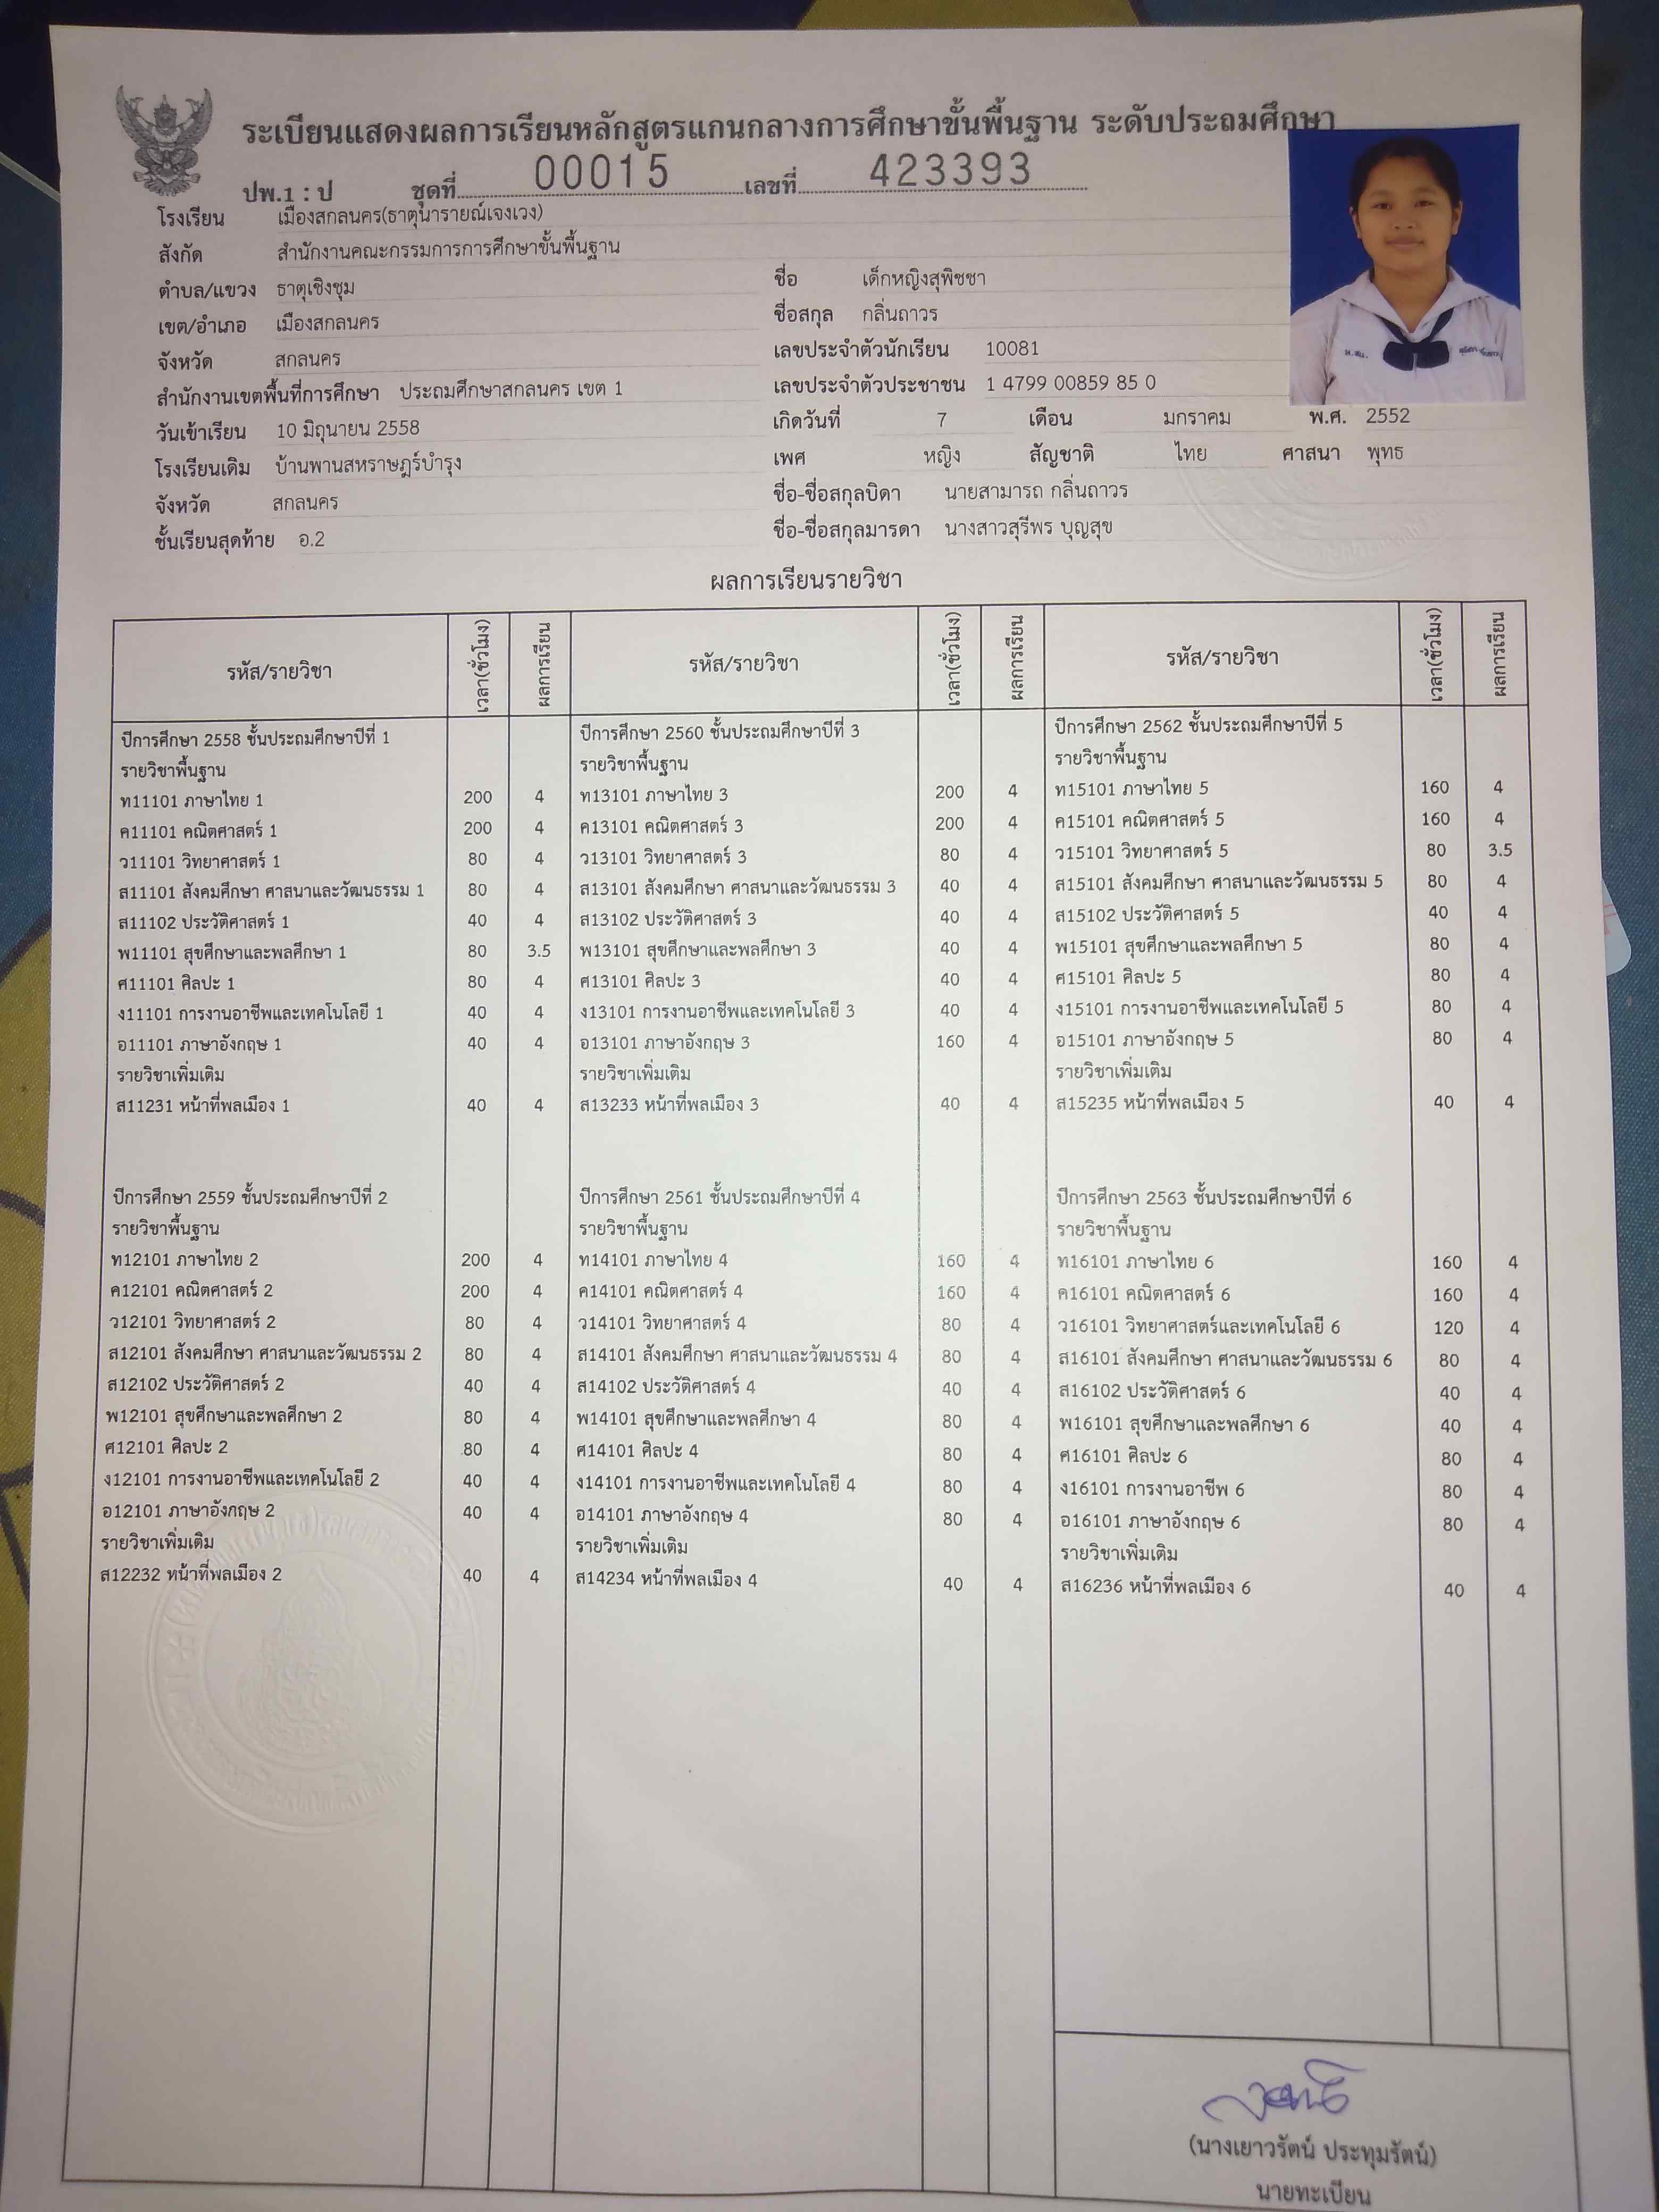 ระเบียนแสดงผลการเรียนหลักสูตรแกนกลางการศึกษาขั้นพื้นฐาน ระดับประถมศึกษา
ปพ.1 : ป ชุดที่ 00015 เลขที่ 423393
โรงเรียน เมืองสกลนคร(ธาตุนารายณ์เจงเวง)
สังกัด สำนักงานคณะกรรมการการศึกษาขั้นพื้นฐาน
ตำบล/แขวง ธาตุเชิงชุม
เขต/อำเภอ เมืองสกลนคร
จังหวัด สกลนคร
สำนักงานเขตพื้นที่การศึกษา ประถมศึกษาสกลนคร เขต 1
วันเข้าเรียน 10 มิถุนายน 2558
โรงเรียนเดิม บ้านพานสหราษฎร์บำรุง
จังหวัด สกลนคร
ชั้นเรียนสุดท้าย อ.2
ชื่อ เด็กหญิงสุพิชชา
ชื่อสกุล กลิ่นถาวร
เลขประจำตัวนักเรียน 10081
เลขประจำตัวประชาชน 1 4799 00859 85 0
เกิดวันที่ 7 เดือน มกราคม พ.ศ. 2552
เพศ หญิง สัญชาติ ไทย ศาสนา พุทธ
ชื่อ-ชื่อสกุลบิดา นายสามารถ กลิ่นถาวร
ชื่อ-ชื่อสกุลมารดา นางสาวสุรีพร บุญสุข
ผลการเรียนรายวิชา
รหัส/รายวิชา เวลา(ชั่วโมง) ผลการเรียน
ปีการศึกษา 2558 ชั้นประถมศึกษาปีที่ 1
รายวิชาพื้นฐาน
ท11101 ภาษาไทย 1 200 4
ค11101 คณิตศาสตร์ 1 200 4
ว11101 วิทยาศาสตร์ 1 80 4
ส11101 สังคมศึกษา ศาสนาและวัฒนธรรม 1 80 4
ส11102 ประวัติศาสตร์ 1 40 4
พ11101 สุขศึกษาและพลศึกษา 1 80 3.5
ศ11101 ศิลปะ 1 80 4
ง11101 การงานอาชีพและเทคโนโลยี 1 40 4
อ11101 ภาษาอังกฤษ 1 40 4
รายวิชาเพิ่มเติม
ส11231 หน้าที่พลเมือง 1 40 4
ปีการศึกษา 2559 ชั้นประถมศึกษาปีที่ 2
รายวิชาพื้นฐาน
ท12101 ภาษาไทย 2 200 4
ค12101 คณิตศาสตร์ 2 200 4
ว12101 วิทยาศาสตร์ 2 80 4
ส12101 สังคมศึกษา ศาสนาและวัฒนธรรม 2 80 4
ส12102 ประวัติศาสตร์ 2 40 4
พ12101 สุขศึกษาและพลศึกษา 2 80 4
ศ12101 ศิลปะ 2 80 4
ง12101 การงานอาชีพและเทคโนโลยี 2 40 4
อ12101 ภาษาอังกฤษ 2 40 4
รายวิชาเพิ่มเติม
ส12232 หน้าที่พลเมือง 2 40 4
รหัส/รายวิชา เวลา(ชั่วโมง) ผลการเรียน
ปีการศึกษา 2560 ชั้นประถมศึกษาปีที่ 3
รายวิชาพื้นฐาน
ท13101 ภาษาไทย 3 200 4
ค13101 คณิตศาสตร์ 3 200 4
ว13101 วิทยาศาสตร์ 3 80 4
ส13101 สังคมศึกษา ศาสนาและวัฒนธรรม 3 40 4
ส13102 ประวัติศาสตร์ 3 40 4
พ13101 สุขศึกษาและพลศึกษา 3 40 4
ศ13101 ศิลปะ 3 40 4
ง13101 การงานอาชีพและเทคโนโลยี 3 40 4
อ13101 ภาษาอังกฤษ 3 160 4
รายวิชาเพิ่มเติม
ส13233 หน้าที่พลเมือง 3 40 4
ปีการศึกษา 2561 ชั้นประถมศึกษาปีที่ 4
รายวิชาพื้นฐาน
ท14101 ภาษาไทย 4 160 4
ค14101 คณิตศาสตร์ 4 160 4
ว14101 วิทยาศาสตร์ 4 80 4
ส14101 สังคมศึกษา ศาสนาและวัฒนธรรม 4 80 4
ส14102 ประวัติศาสตร์ 4 40 4
พ14101 สุขศึกษาและพลศึกษา 4 80 4
ศ14101 ศิลปะ 4 80 4
ง14101 การงานอาชีพและเทคโนโลยี 4 80 4
อ14101 ภาษาอังกฤษ 4 80 4
รายวิชาเพิ่มเติม
ส14234 หน้าที่พลเมือง 4 40 4
รหัส/รายวิชา เวลา(ชั่วโมง) ผลการเรียน
ปีการศึกษา 2562 ชั้นประถมศึกษาปีที่ 5
รายวิชาพื้นฐาน
ท15101 ภาษาไทย 5 160 4
ค15101 คณิตศาสตร์ 5 160 4
ว15101 วิทยาศาสตร์ 5 80 3.5
ส15101 สังคมศึกษา ศาสนาและวัฒนธรรม 5 80 4
ส15102 ประวัติศาสตร์ 5 40 4
พ15101 สุขศึกษาและพลศึกษา 5 80 4
ศ15101 ศิลปะ 5 80 4
ง15101 การงานอาชีพและเทคโนโลยี 5 80 4
อ15101 ภาษาอังกฤษ 5 80 4
รายวิชาเพิ่มเติม
ส15235 หน้าที่พลเมือง 5 40 4
ปีการศึกษา 2563 ชั้นประถมศึกษาปีที่ 6
รายวิชาพื้นฐาน
ท16101 ภาษาไทย 6 160 4
ค16101 คณิตศาสตร์ 6 160 4
ว16101 วิทยาศาสตร์และเทคโนโลยี 6 120 4
ส16101 สังคมศึกษา ศาสนาและวัฒนธรรม 6 80 4
ส16102 ประวัติศาสตร์ 6 40 4
พ16101 สุขศึกษาและพลศึกษา 6 40 4
ศ16101 ศิลปะ 6 80 4
ง16101 การงานอาชีพ 6 80 4
อ16101 ภาษาอังกฤษ 6 80 4
รายวิชาเพิ่มเติม
ส16236 หน้าที่พลเมือง 6 40 4
(นางเยาวรัตน์ ประทุมรัตน์)
นายทะเบียน